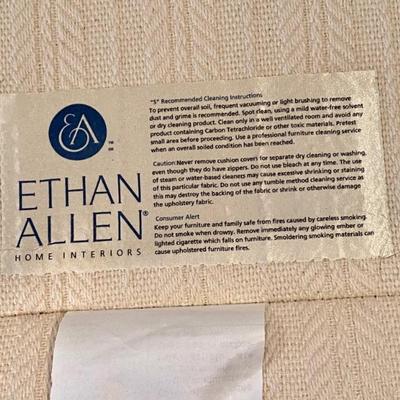 EA
™
ETHAN
ALLEN®
HOME INTERIORS
"S" Recommended Cleaning Instructions
To prevent overall soil, frequent vacuuming or light brushing to remove
dust and grime is recommended. Spot clean, using a mild water-free solvent
or dry cleaning product. Clean only in a well ventilated room and avoid any
product containing Carbon Tetrachloride or other toxic materials. Pretest
small area before proceeding. Use a professional furniture cleaning service
when an overall soiled condition has been reached.
Caution:Never remove cushion covers for separate dry cleaning or washing,
even though they do have zippers. Do not use bleach at any time. The use
of steam or water-based cleaners may cause excessive shrinking or staining
of this particular fabric. Do not use any tumble method cleaning service as
this may destroy the backing of the fabric or shrink or otherwise damage
the upholstery fabric.
Consumer Alert
Keep your furniture and family safe from fires caused by careless smoking.
Do not smoke when drowsy. Remove immediately any glowing ember or
lighted cigarette which falls on furniture. Smoldering smoking materials can
cause upholstered furniture fires.